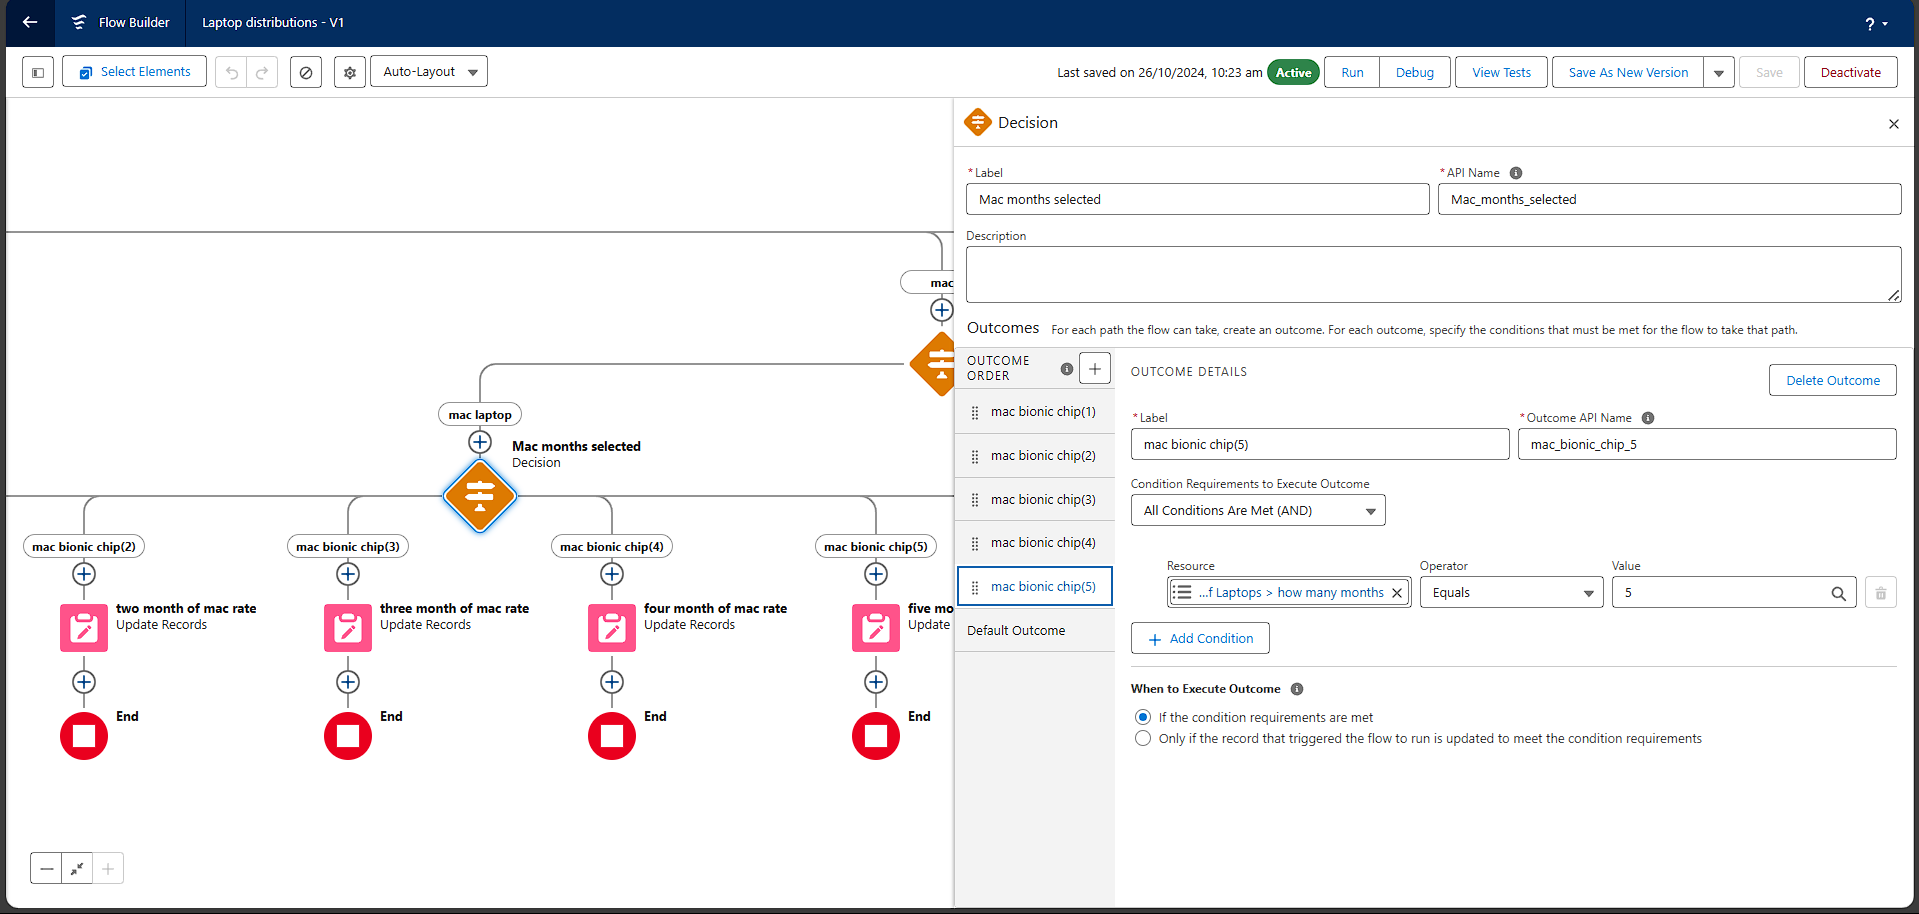 Flow Builder
Laptop distributions - V1
?
Select Elements
Auto-Layout
Last saved on 26/10/2024, 10:23 am
Active
Run
Debug
View Tests
Save As New Version
Save
Deactivate
mac
mac laptop
Mac months selected
Decision
mac bionic chip(2)
mac bionic chip(3)
mac bionic chip(4)
mac bionic chip(5)
two month of mac rate
Update Records
three month of mac rate
Update Records
four month of mac rate
Update Records
five mo
Update
End
End
End
End
Decision
* Label
Mac months selected
* API Name
Mac_months_selected
Description
Outcomes
For each path the flow can take, create an outcome. For each outcome, specify the conditions that must be met for the flow to take that path.
OUTCOME
ORDER
mac bionic chip(1)
mac bionic chip(2)
mac bionic chip(3)
mac bionic chip(4)
mac bionic chip(5)
Default Outcome
OUTCOME DETAILS
Delete Outcome
* Label
mac bionic chip(5)
* Outcome API Name
mac_bionic_chip_5
Condition Requirements to Execute Outcome
All Conditions Are Met (AND)
Resource
...f Laptops > how many months
Operator
Equals
Value
5
Add Condition
When to Execute Outcome
If the condition requirements are met
Only if the record that triggered the flow to run is updated to meet the condition requirements